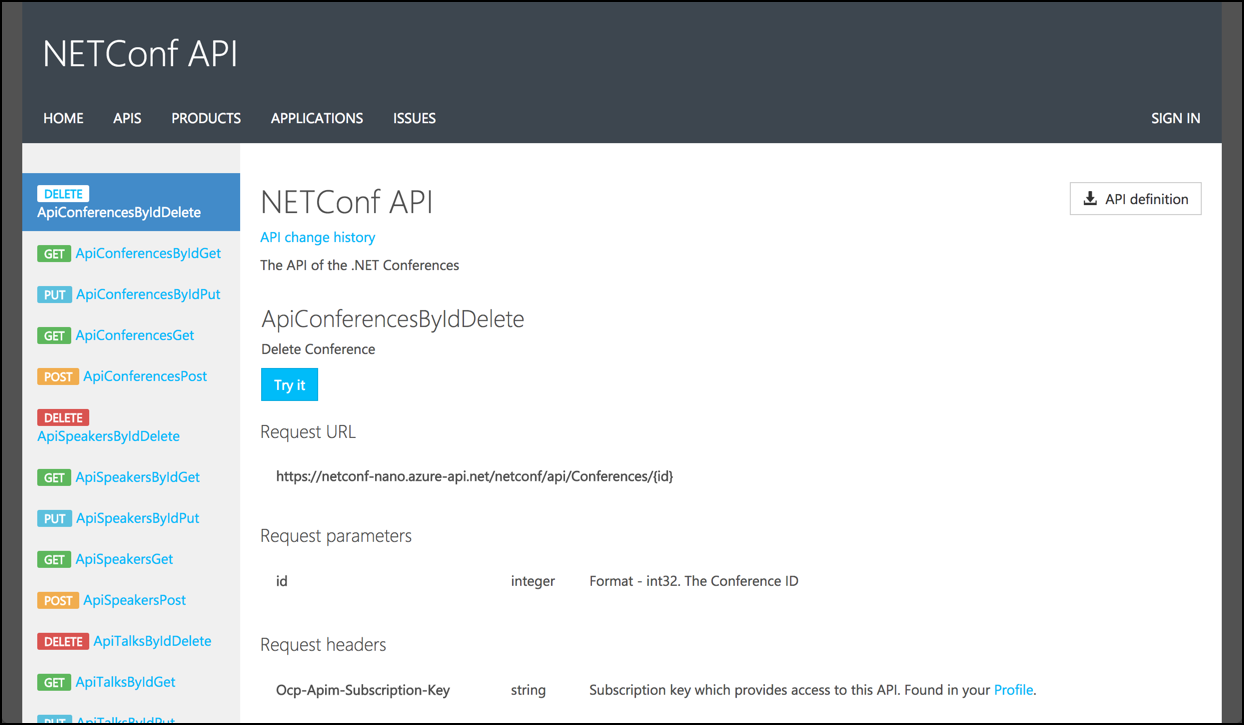 NETConf API
HOME APIS PRODUCTS APPLICATIONS ISSUES SIGN IN
DELETE
ApiConferencesByIdDelete
GET ApiConferencesByIdGet
PUT ApiConferencesByIdPut
GET ApiConferencesGet
POST ApiConferencesPost
DELETE
ApiSpeakersByIdDelete
GET ApiSpeakersByIdGet
PUT ApiSpeakersByIdPut
GET ApiSpeakersGet
POST ApiSpeakersPost
DELETE ApiTalksByIdDelete
GET ApiTalksByIdGet
PUT ApiTalksByIdPut
NETConf API
API definition
API change history
The API of the .NET Conferences
ApiConferencesByIdDelete
Delete Conference
Try it
Request URL
https://netconf-nano.azure-api.net/netconf/api/Conferences/{id}
Request parameters
id integer Format - int32. The Conference ID
Request headers
Ocp-Apim-Subscription-Key string Subscription key which provides access to this API. Found in your Profile.